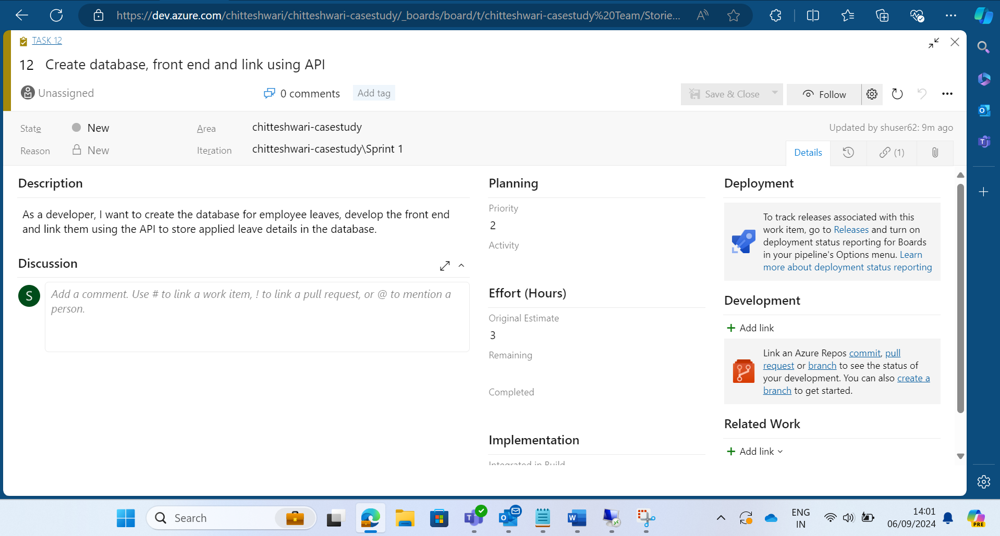 https://dev.azure.com/chitteshwari/chitteshwari-casestudy/_boards/board/t/chitteshwari-casestudy%20Team/Storie...
TASK 12
12 Create database, front end and link using API
Unassigned
0 comments
Add tag
Save & Close
Follow
State
New
Area
chitteshwari-casestudy
Updated by shuser62: 9m ago
Reason
New
Iteration
chitteshwari-casestudy\Sprint 1
Details
(1)
Description
As a developer, I want to create the database for employee leaves, develop the front end
and link them using the API to store applied leave details in the database.
Discussion
S
Add a comment. Use # to link a work item, ! to link a pull request, or @ to mention a
person.
Planning
Priority
2
Activity
Effort (Hours)
Original Estimate
3
Remaining
Completed
Implementation
Integrated in Build
Deployment
To track releases associated with this
work item, go to Releases and turn on
deployment status reporting for Boards
in your pipeline's Options menu. Learn
more about deployment status reporting
Development
+ Add link
Link an Azure Repos commit, pull
request or branch to see the status of
your development. You can also create a
branch to get started.
Related Work
+ Add link
Search
ENG
IN
14:01
06/09/2024
PRE